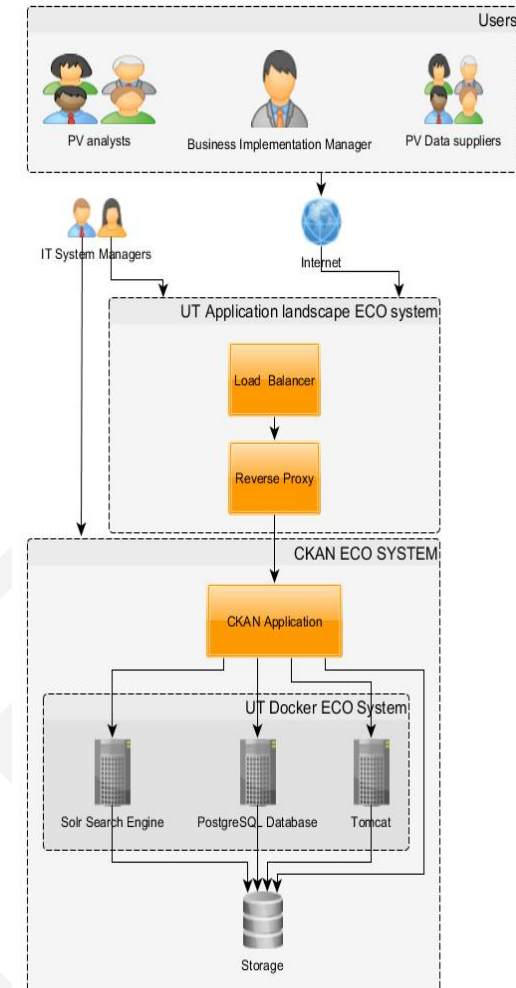 Users
PV analysts
Business Implementation Manager
PV Data suppliers
IT System Managers
Internet
UT Application landscape ECO system
Load Balancer
Reverse Proxy
CKAN ECO SYSTEM
CKAN Application
UT Docker ECO System
Solr Search Engine
PostgreSQL Database
Tomcat
Storage